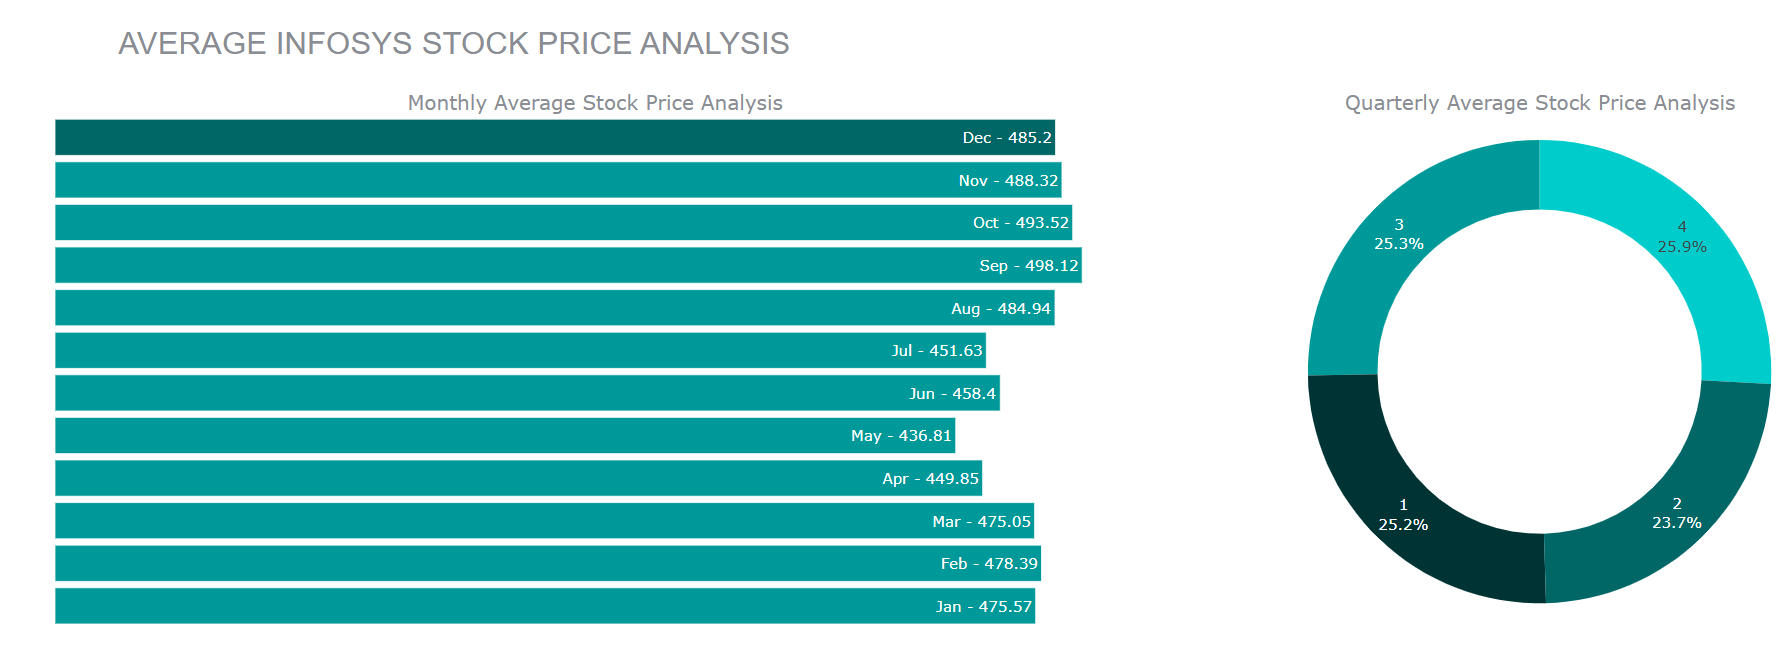 AVERAGE INFOSYS STOCK PRICE ANALYSIS
Monthly Average Stock Price Analysis
Dec - 485.2
Nov - 488.32
Oct - 493.52
Sep - 498.12
Aug - 484.94
Jul - 451.63
Jun - 458.4
May - 436.81
Apr - 449.85
Mar - 475.05
Feb - 478.39
Jan - 475.57
Quarterly Average Stock Price Analysis
3
25.3%
4
25.9%
1
25.2%
2
23.7%